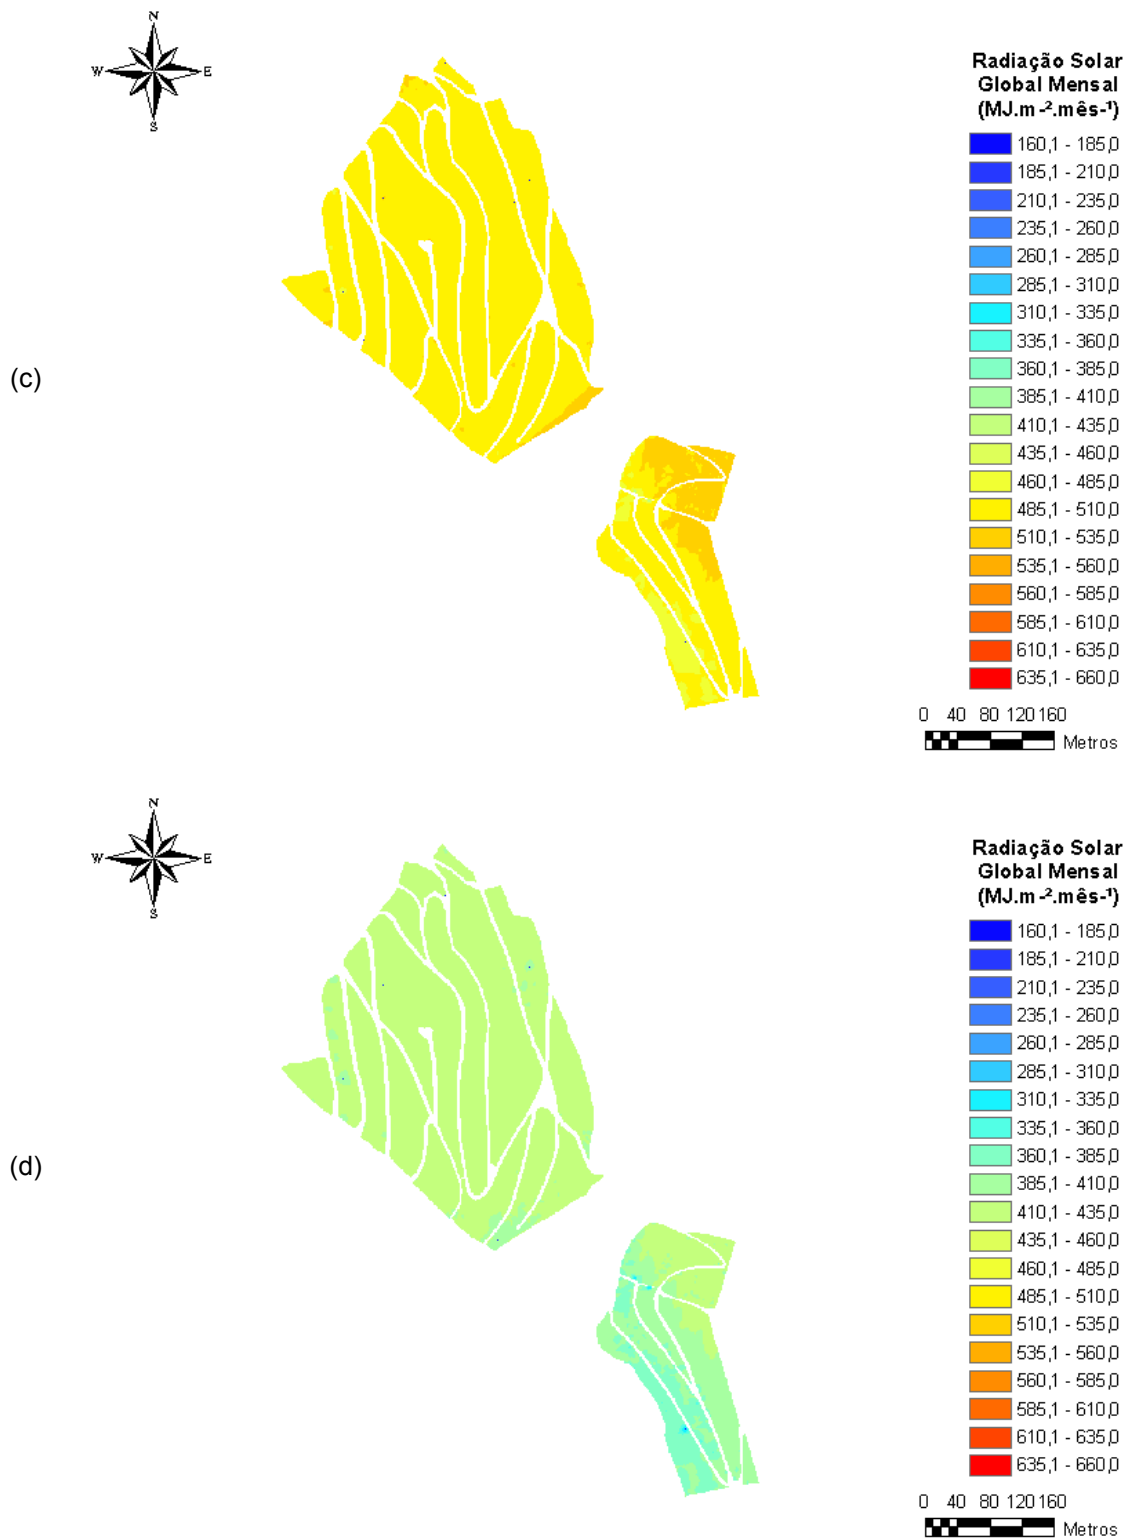 N
W E
S
Radiação Solar
Global Mensal
(MJ.m-².mês-¹)
160,1 - 185,0
185,1 - 210,0
210,1 - 235,0
235,1 - 260,0
260,1 - 285,0
285,1 - 310,0
310,1 - 335,0
335,1 - 360,0
360,1 - 385,0
385,1 - 410,0
410,1 - 435,0
435,1 - 460,0
460,1 - 485,0
485,1 - 510,0
510,1 - 535,0
535,1 - 560,0
560,1 - 585,0
585,1 - 610,0
610,1 - 635,0
635,1 - 660,0
0 40 80 120 160
Metros
(c)
N
W E
S
Radiação Solar
Global Mensal
(MJ.m-².mês-¹)
160,1 - 185,0
185,1 - 210,0
210,1 - 235,0
235,1 - 260,0
260,1 - 285,0
285,1 - 310,0
310,1 - 335,0
335,1 - 360,0
360,1 - 385,0
385,1 - 410,0
410,1 - 435,0
435,1 - 460,0
460,1 - 485,0
485,1 - 510,0
510,1 - 535,0
535,1 - 560,0
560,1 - 585,0
585,1 - 610,0
610,1 - 635,0
635,1 - 660,0
0 40 80 120 160
Metros
(d)